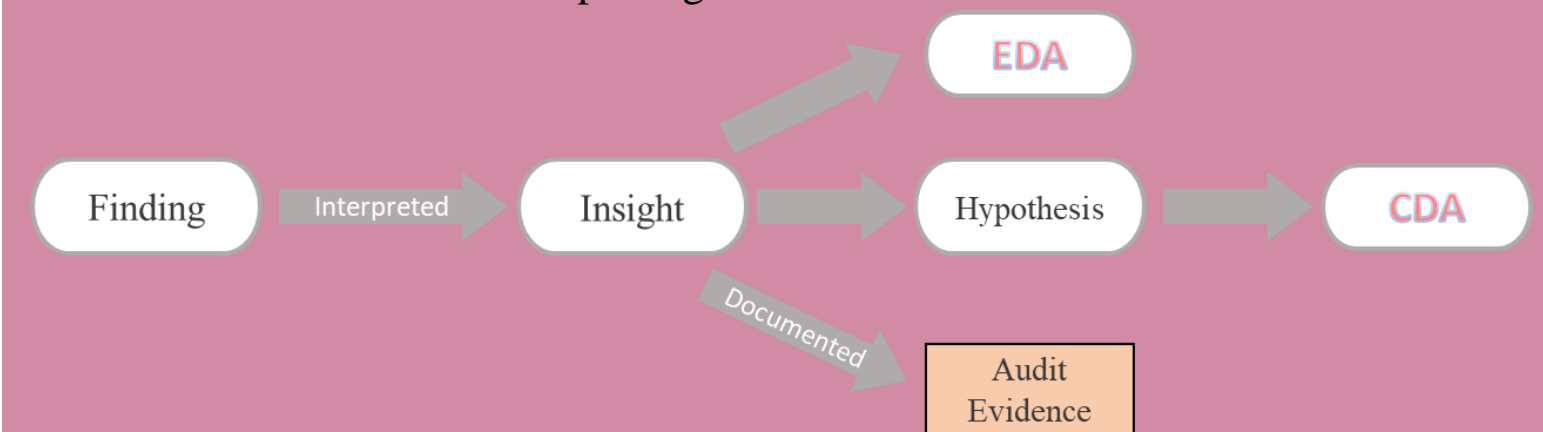 EDA
Finding
Interpreted
Insight
Hypothesis
CDA
Documented
Audit
Evidence